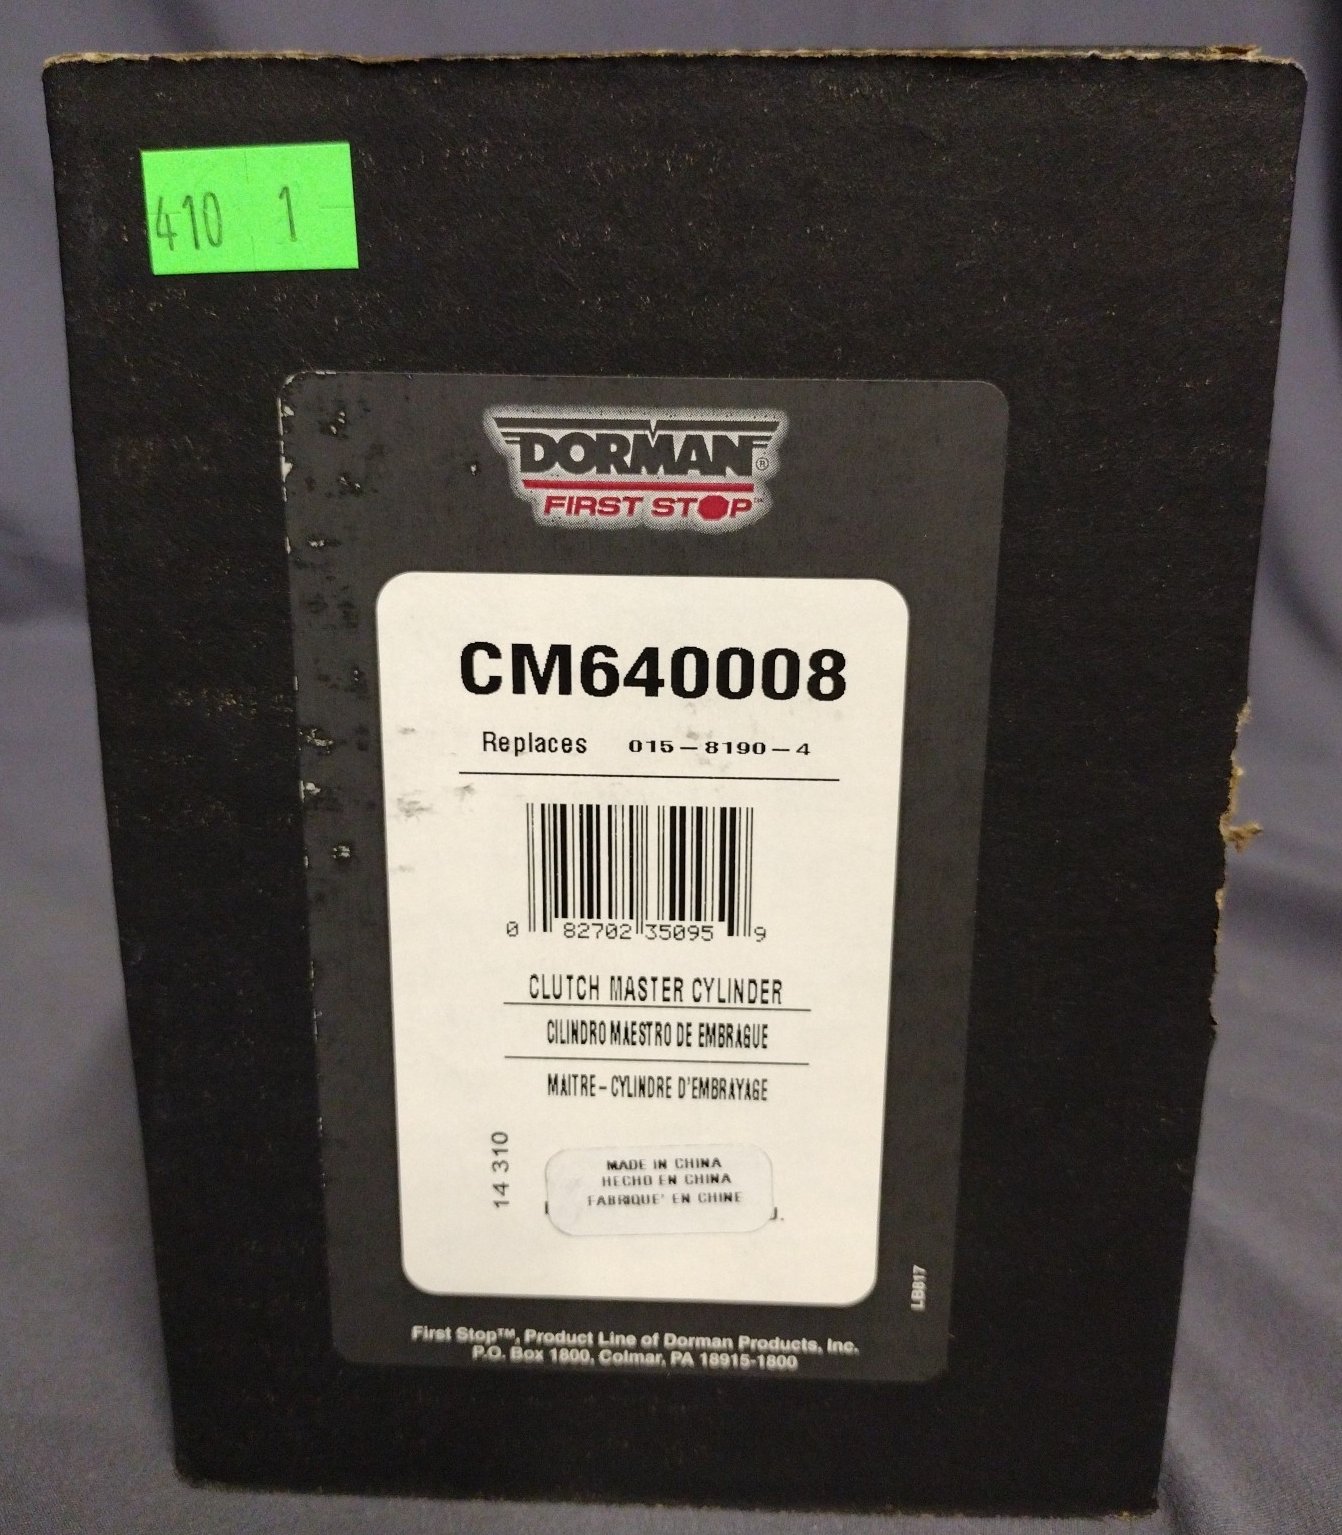 410 1
DORMAN®
FIRST STOP™
CM640008
Replaces 015-8190-4
0 82702 35095 9
CLUTCH MASTER CYLINDER
CILINDRO MAESTRO DE EMBRAGUE
MAITRE-CYLINDRE D'EMBRAYAGE
14 310
MADE IN CHINA
HECHO EN CHINA
FABRIQUE' EN CHINE
LB817
First Stop™, Product Line of Dorman Products, Inc.
P.O. Box 1800, Colmar, PA 18915-1800